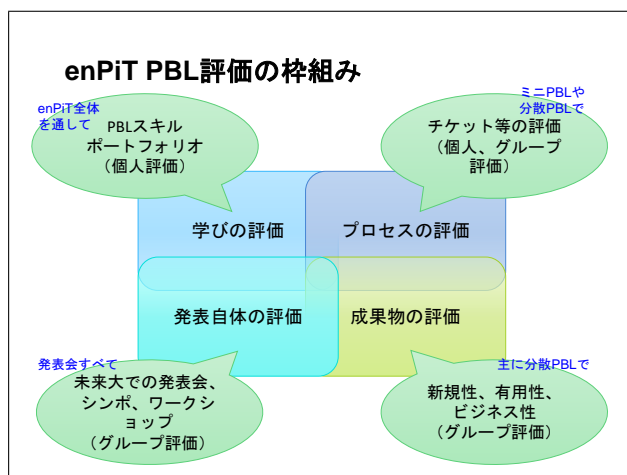 enPiT PBL評価の枠組み
enPiT全体
を通して
PBLスキル
ポートフォリオ
(個人評価)
ミニPBLや
分散PBLで
チケット等の評価
(個人、グループ
評価)
学びの評価
プロセスの評価
発表自体の評価
成果物の評価
発表会すべて
未来大での発表会、
シンポ、ワークシ
ョップ
(グループ評価)
主に分散PBLで
新規性、有用性、
ビジネス性
(グループ評価)